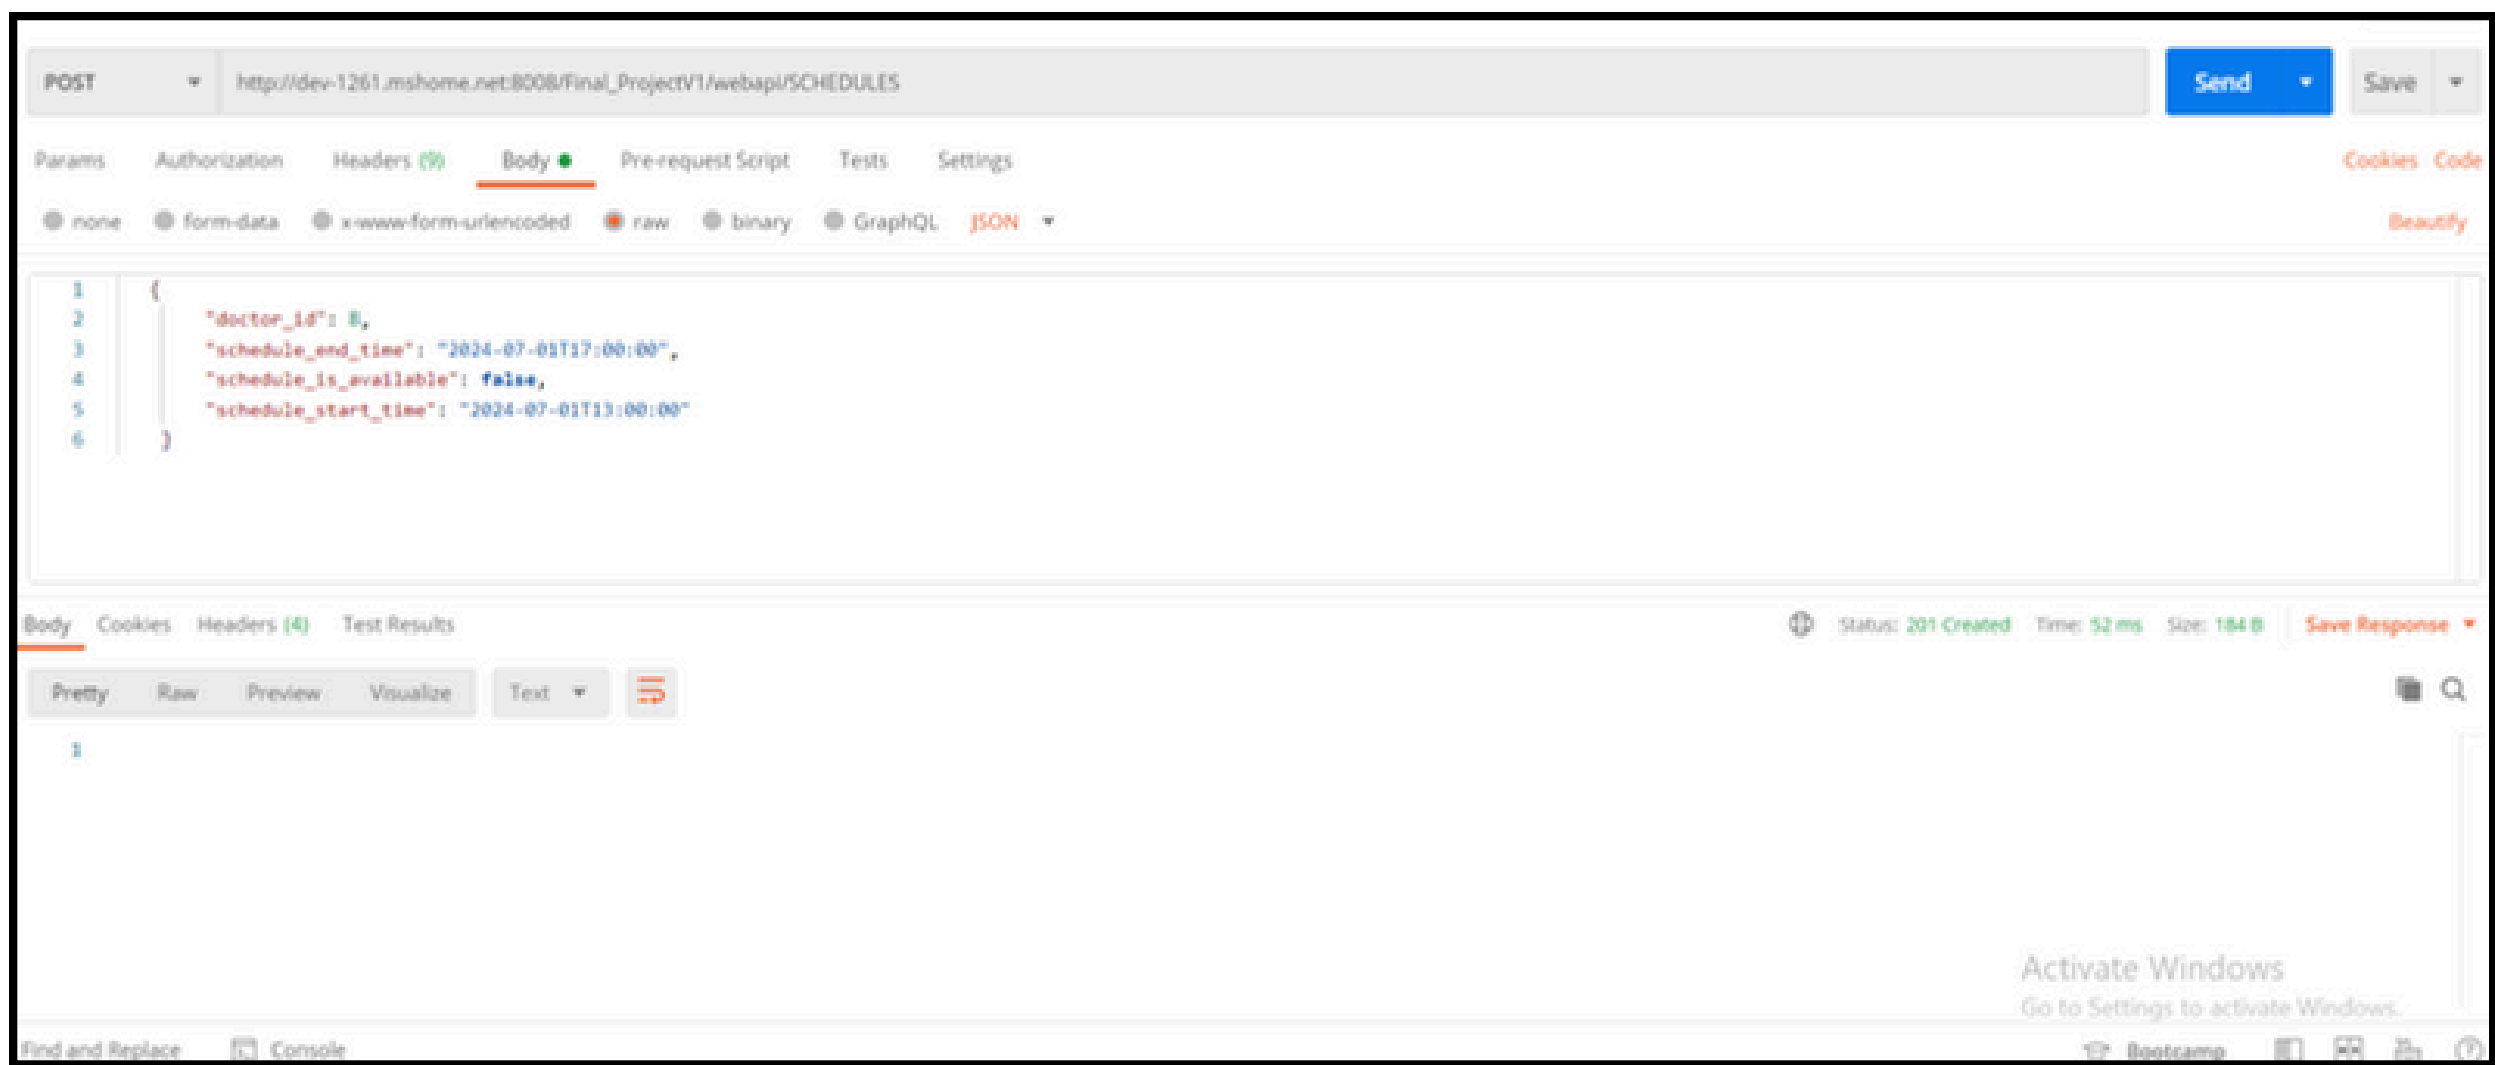 POST http://dev-1261.mshome.net:8008/Final_ProjectV1/webapi/SCHEDULES Send Save
Params Authorization Headers (9) Body Pre-request Script Tests Settings Cookies Code
none form-data x-www-form-urlencoded raw binary GraphQL JSON Beautify
1 {
2 "doctor_id": 8,
3 "schedule_end_time": "2024-07-01T17:00:00",
4 "schedule_is_available": false,
5 "schedule_start_time": "2024-07-01T13:00:00"
6 }
Body Cookies Headers (4) Test Results Status: 201 Created Time: 52 ms Size: 184 B Save Response
Pretty Raw Preview Visualize Text
1
Activate Windows
Go to Settings to activate Windows.
Find and Replace Console Bootcamp